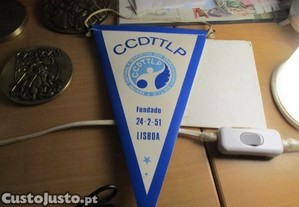 CCDTTLP
CCDTTLP
Fundado
24-2-51
LISBOA
CustoJusto.pt